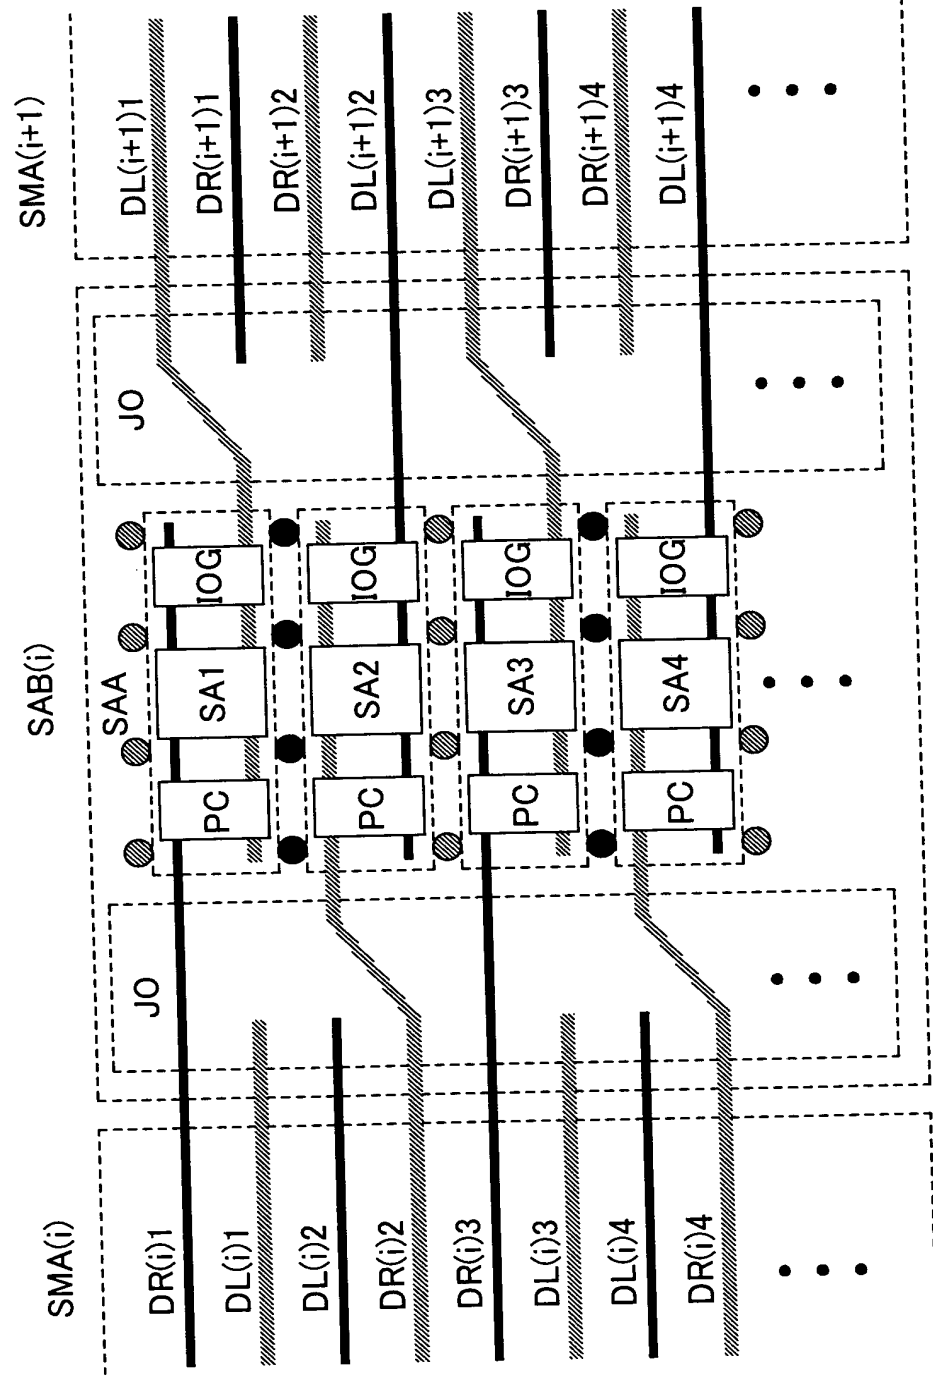 SMA(i+1)
DL(i+1)1
DR(i+1)1
DR(i+1)2
DL(i+1)2
DL(i+1)3
DR(i+1)3
DR(i+1)4
DL(i+1)4
SAB(i)
JO
SAA
IOG
SA1
PC
IOG
SA2
PC
IOG
SA3
PC
IOG
SA4
PC
JO
SMA(i)
DR(i)1
DL(i)1
DL(i)2
DR(i)2
DR(i)3
DL(i)3
DL(i)4
DR(i)4